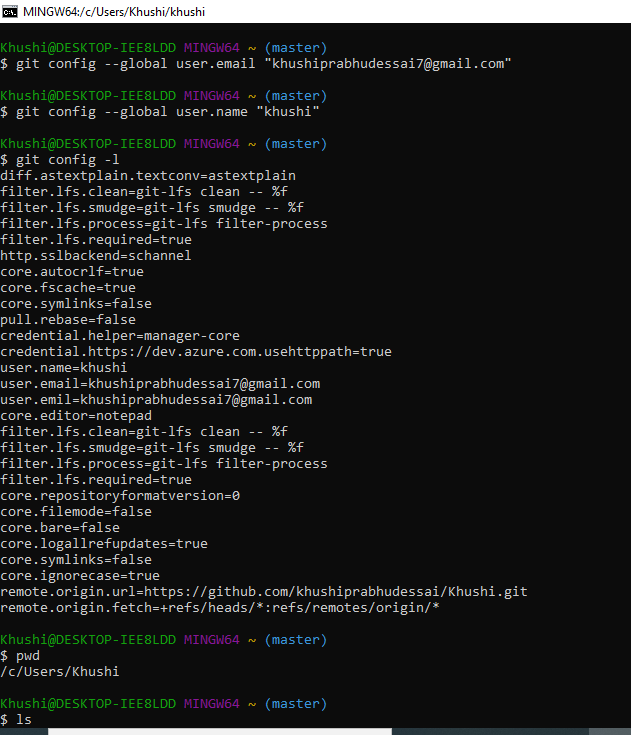 MINGW64:/c/Users/Khushi/khushi
Khushi@DESKTOP-IEE8LDD MINGW64 ~ (master)
$ git config --global user.email "khushiprabhudessai7@gmail.com"
Khushi@DESKTOP-IEE8LDD MINGW64 ~ (master)
$ git config --global user.name "khushi"
Khushi@DESKTOP-IEE8LDD MINGW64 ~ (master)
$ git config -l
diff.astextplain.textconv=astextplain
filter.lfs.clean=git-lfs clean -- %f
filter.lfs.smudge=git-lfs smudge -- %f
filter.lfs.process=git-lfs filter-process
filter.lfs.required=true
http.sslbackend=schannel
core.autocrlf=true
core.fscache=true
core.symlinks=false
pull.rebase=false
credential.helper=manager-core
credential.https://dev.azure.com.usehttppath=true
user.name=khushi
user.email=khushiprabhudessai7@gmail.com
user.emil=khushiprabhudessai7@gmail.com
core.editor=notepad
filter.lfs.clean=git-lfs clean -- %f
filter.lfs.smudge=git-lfs smudge -- %f
filter.lfs.process=git-lfs filter-process
filter.lfs.required=true
core.repositoryformatversion=0
core.filemode=false
core.bare=false
core.logallrefupdates=true
core.symlinks=false
core.ignorecase=true
remote.origin.url=https://github.com/khushiprabhudessai/Khushi.git
remote.origin.fetch=+refs/heads/*:refs/remotes/origin/*
Khushi@DESKTOP-IEE8LDD MINGW64 ~ (master)
$ pwd
/c/Users/Khushi
Khushi@DESKTOP-IEE8LDD MINGW64 ~ (master)
$ ls